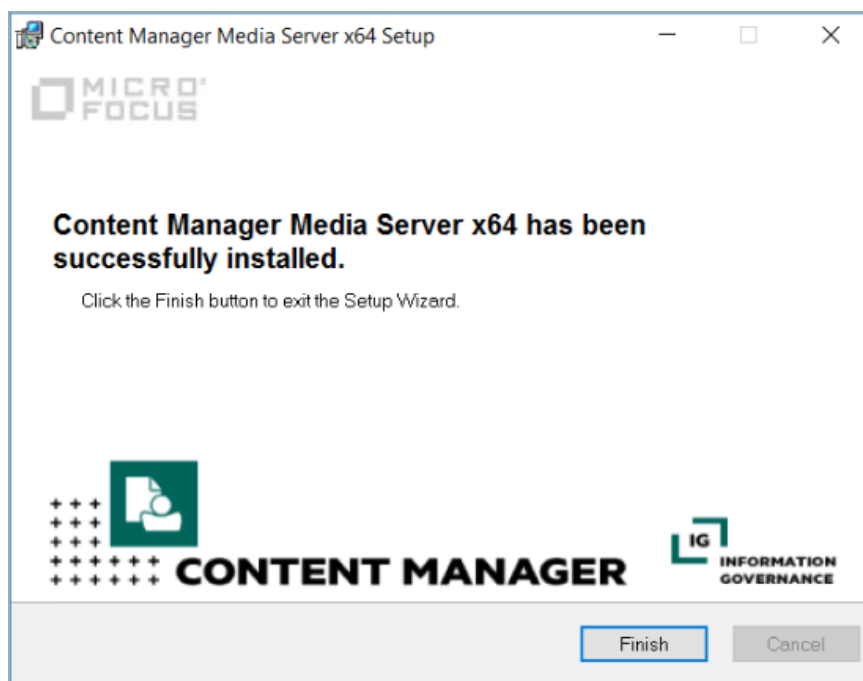 Content Manager Media Server x64 Setup
MICRO
FOCUS
Content Manager Media Server x64 has been
successfully installed.
Click the Finish button to exit the Setup Wizard.
IG
INFORMATION
GOVERNANCE
CONTENT MANAGER
Finish
Cancel